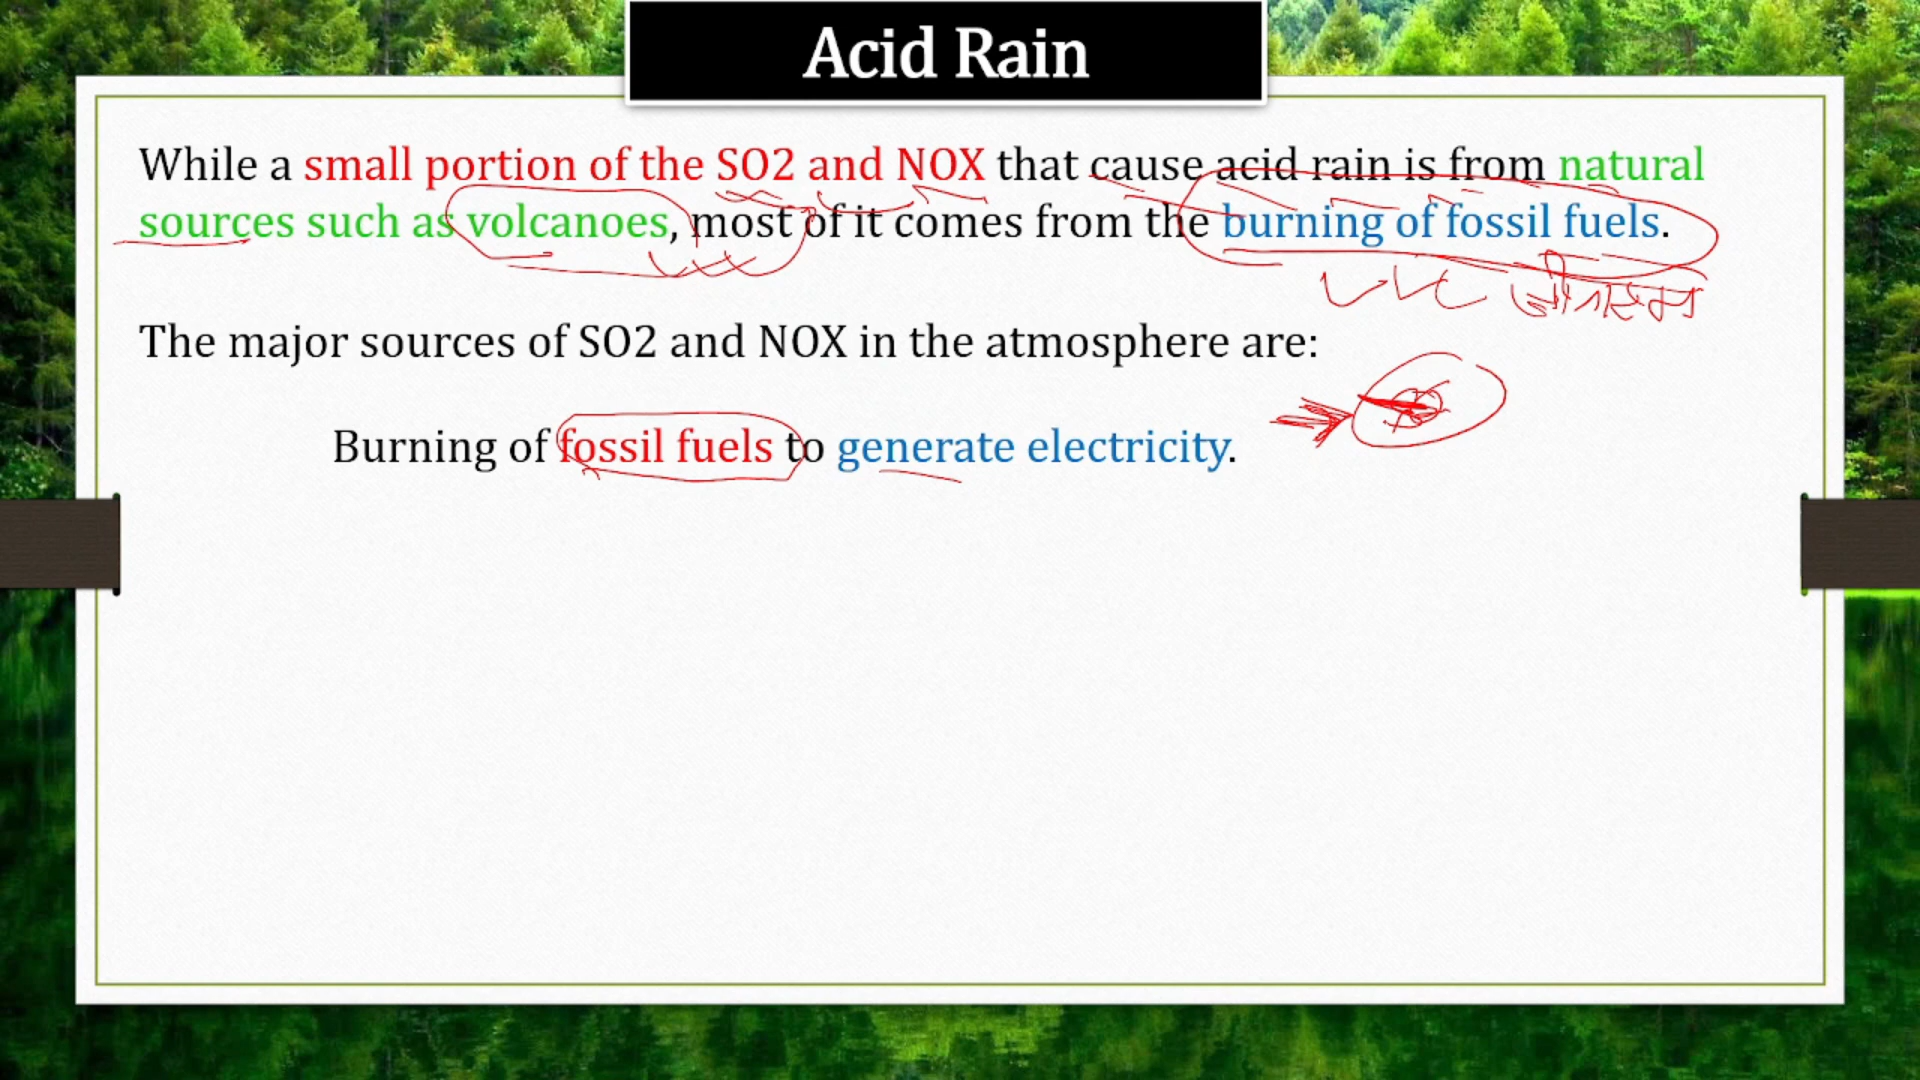 Acid Rain
While a small portion of the SO2 and NOX that cause acid rain is from natural
sources such as volcanoes, most of it comes from the burning of fossil fuels.
The major sources of SO2 and NOX in the atmosphere are:
Burning of fossil fuels to generate electricity.